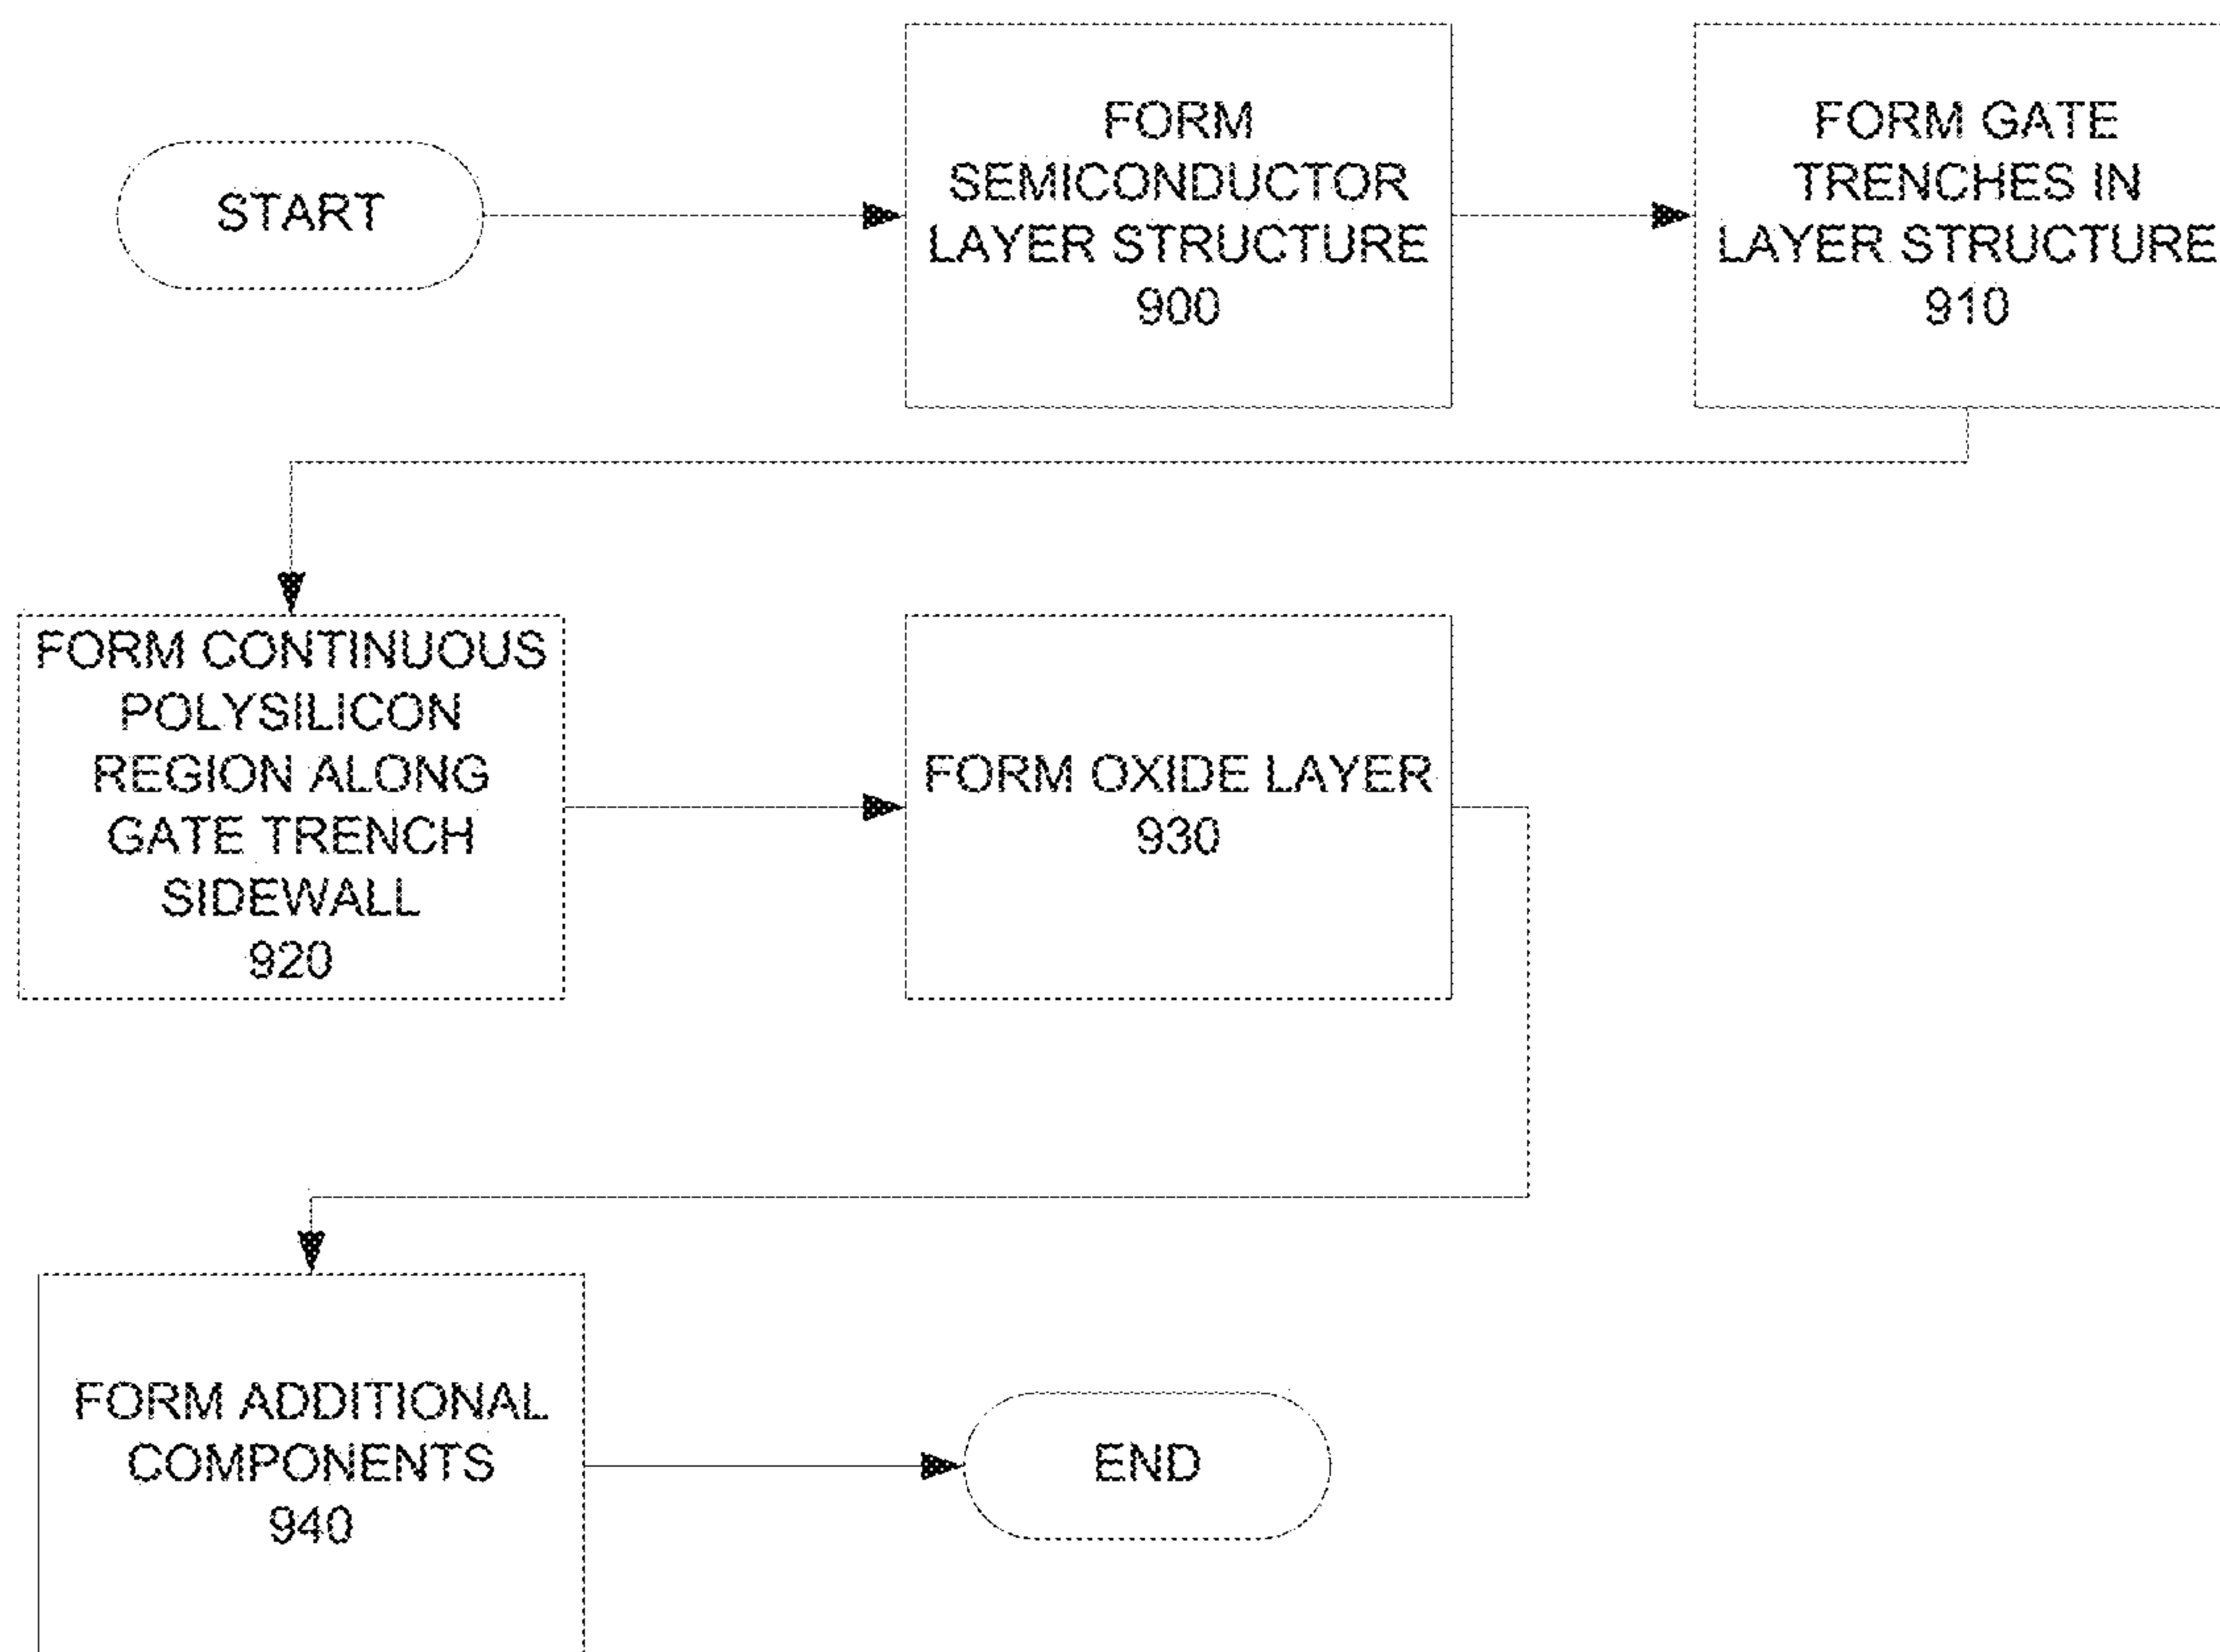 START
FORM
SEMICONDUCTOR
LAYER STRUCTURE
900
FORM GATE
TRENCHES IN
LAYER STRUCTURE
910
FORM CONTINUOUS
POLYSILICON
REGION ALONG
GATE TRENCH
SIDEWALL
920
FORM OXIDE LAYER
930
FORM ADDITIONAL
COMPONENTS
940
END